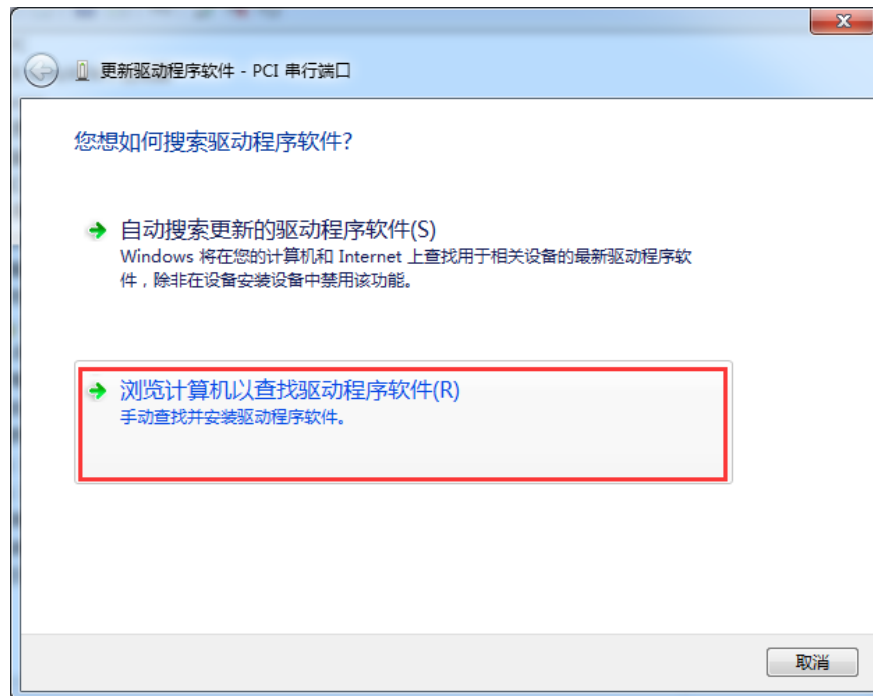 更新驱动程序软件 - PCI 串行端口
您想如何搜索驱动程序软件?
自动搜索更新的驱动程序软件(S)
Windows 将在您的计算机和 Internet 上查找用于相关设备的最新驱动程序软
件，除非在设备安装设备中禁用该功能。
浏览计算机以查找驱动程序软件(R)
手动查找并安装驱动程序软件。
取消